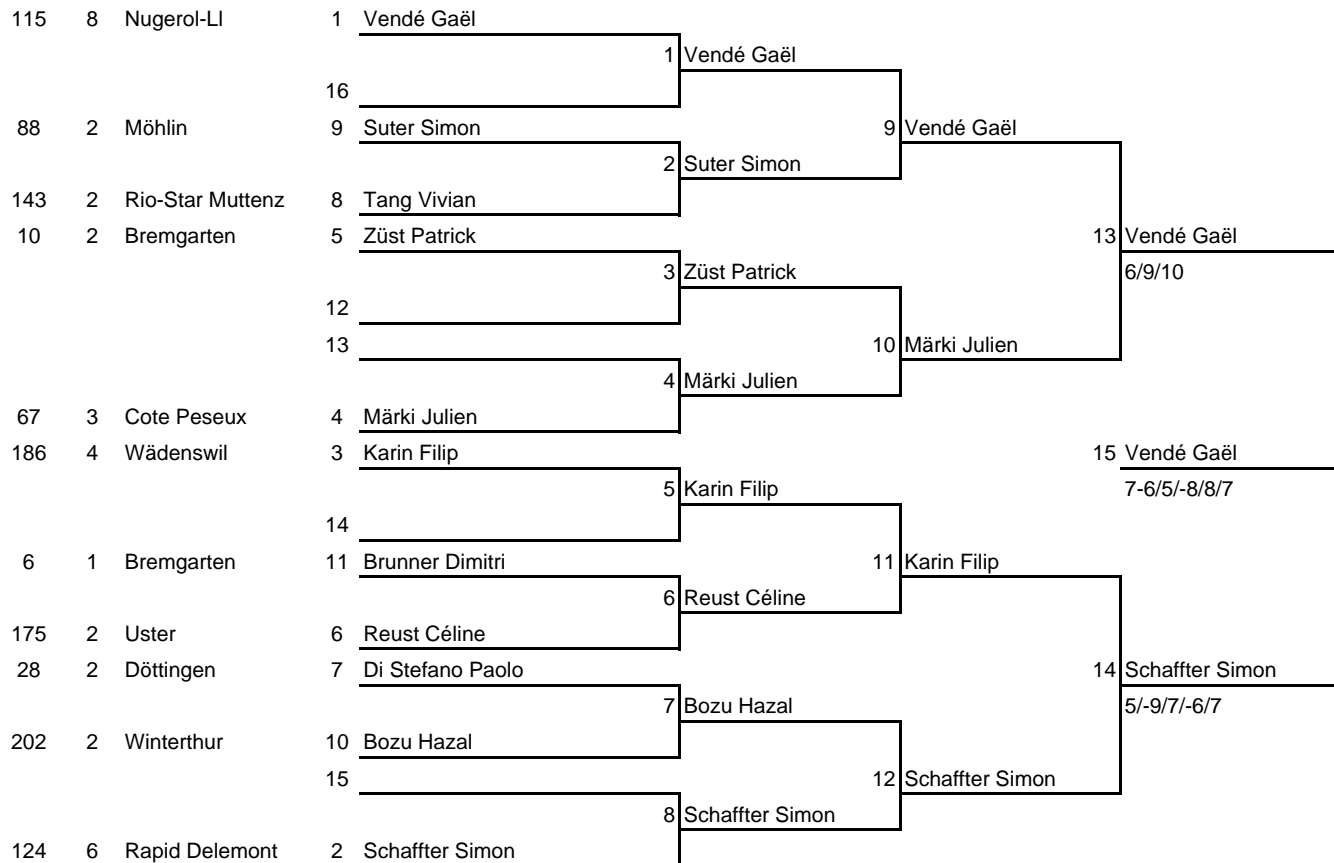 115 8 Nugerol-Ll 1 Vendé Gaël
1 Vendé Gaël
16
88 2 Möhlin 9 Suter Simon 9 Vendé Gaël
2 Suter Simon
143 2 Rio-Star Muttenz 8 Tang Vivian
10 2 Bremgarten 5 Züst Patrick 13 Vendé Gaël
3 Züst Patrick 6/9/10
12
13 10 Märki Julien
4 Märki Julien
67 3 Cote Peseux 4 Märki Julien
186 4 Wädenswil 3 Karin Filip 15 Vendé Gaël
5 Karin Filip 7-6/5/-8/8/7
14
6 1 Bremgarten 11 Brunner Dimitri 11 Karin Filip
6 Reust Céline
175 2 Uster 6 Reust Céline
28 2 Döttingen 7 Di Stefano Paolo 14 Schaffter Simon
7 Bozu Hazal 5/-9/7/-6/7
202 2 Winterthur 10 Bozu Hazal
15 12 Schaffter Simon
8 Schaffter Simon
124 6 Rapid Delemont 2 Schaffter Simon